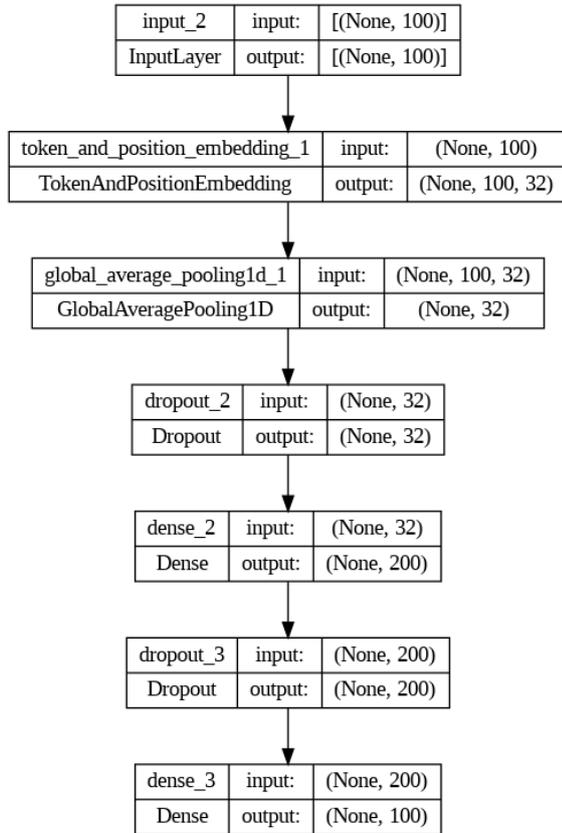 input_2 input: [(None, 100)]
InputLayer output: [(None, 100)]
token_and_position_embedding_1 input: (None, 100)
TokenAndPositionEmbedding output: (None, 100, 32)
global_average_pooling1d_1 input: (None, 100, 32)
GlobalAveragePooling1D output: (None, 32)
dropout_2 input: (None, 32)
Dropout output: (None, 32)
dense_2 input: (None, 32)
Dense output: (None, 200)
dropout_3 input: (None, 200)
Dropout output: (None, 200)
dense_3 input: (None, 200)
Dense output: (None, 100)